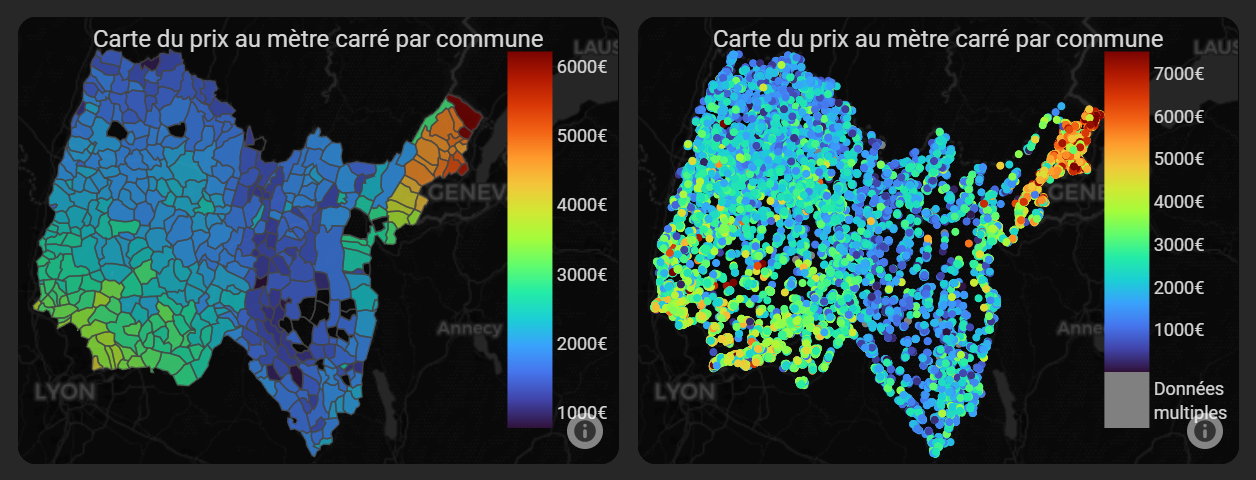 Carte du prix au mètre carré par commune
LAUS
6000€
5000€
4000€
3000€
2000€
1000€
GENEV
Annecy
LYON
Carte du prix au mètre carré par commune
LAUS
7000€
6000€
5000€
4000€
3000€
2000€
1000€
Données
multiples
GENEV
Anne
LYON